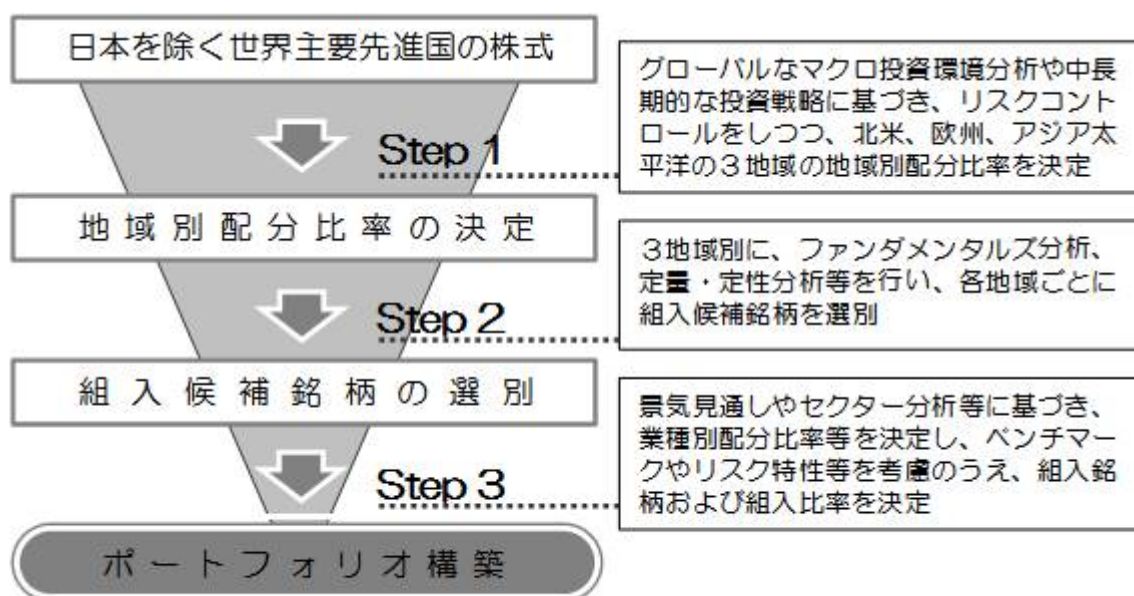 日本を除く世界主要先進国の株式
グローバルなマクロ投資環境分析や中長
期的な投資戦略に基づき、リスクコント
ロールをしつつ、北米、欧州、アジア太
平洋の３地域の地域別配分比率を決定
Step 1
地域別配分比率の決定
３地域別に、ファンダメンタルズ分析、
定量・定性分析等を行い、各地域ごとに
組入候補銘柄を選別
Step 2
組入候補銘柄の選別
景気見通しやセクター分析等に基づき、
業種別配分比率等を決定し、ベンチマー
クやリスク特性等を考慮のうえ、組入銘
柄および組入比率を決定
Step 3
ポートフォリオ構築